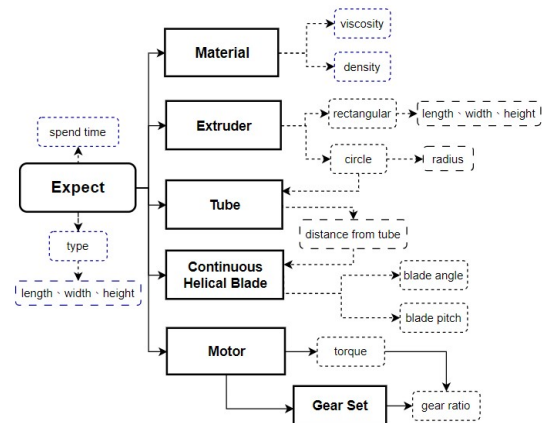 viscosity
Material
density
rectangular
length、width、height
spend time
Extruder
circle
radius
Expect
Tube
distance from tube
type
Continuous
Helical Blade
blade angle
length、width、height
blade pitch
Motor
torque
Gear Set
gear ratio